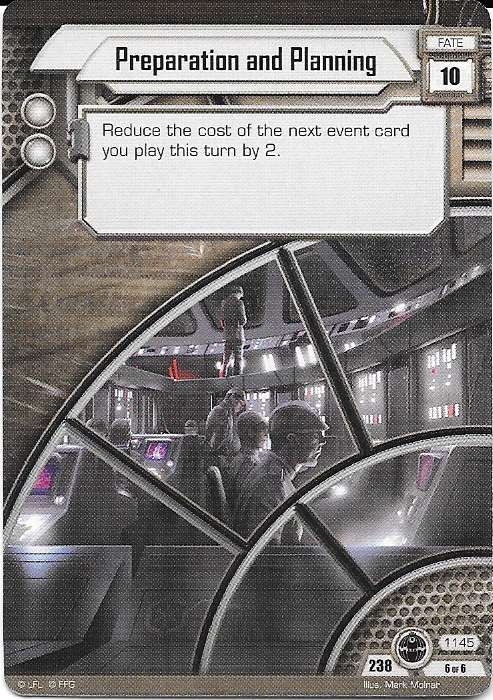 Preparation and Planning
FATE
10
Reduce the cost of the next event card
you play this turn by 2.
1145
238
6 of 6
© LFL © FFG
Illus. Mark Molnar